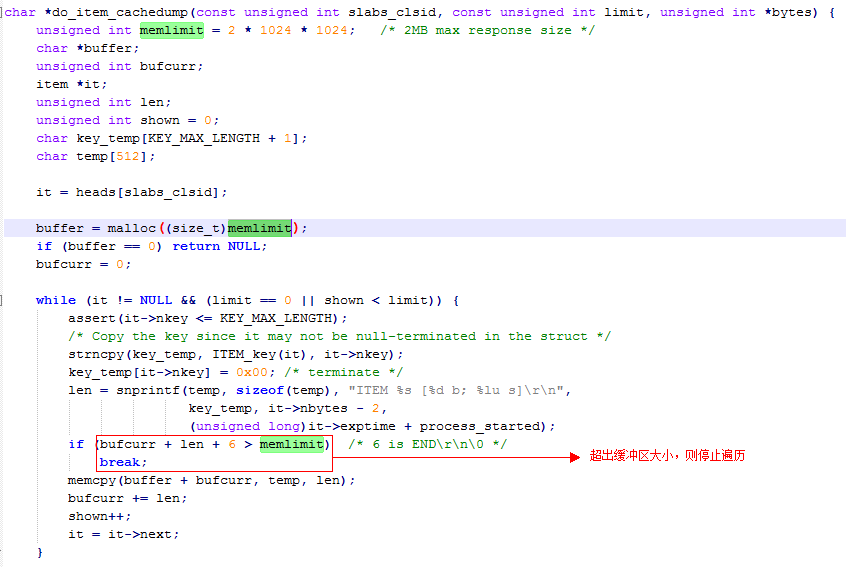 char *do_item_cachedump(const unsigned int slabs_clsid, const unsigned int limit, unsigned int *bytes) {
    unsigned int memlimit = 2 * 1024 * 1024;   /* 2MB max response size */
    char *buffer;
    unsigned int bufcurr;
    item *it;
    unsigned int len;
    unsigned int shown = 0;
    char key_temp[KEY_MAX_LENGTH + 1];
    char temp[512];

    it = heads[slabs_clsid];

    buffer = malloc((size_t)memlimit);
    if (buffer == 0) return NULL;
    bufcurr = 0;

    while (it != NULL && (limit == 0 || shown < limit)) {
        assert(it->nkey <= KEY_MAX_LENGTH);
        /* Copy the key since it may not be null-terminated in the struct */
        strncpy(key_temp, ITEM_key(it), it->nkey);
        key_temp[it->nkey] = 0x00; /* terminate */
        len = snprintf(temp, sizeof(temp), "ITEM %s [%d b; %lu s]\r\n",
                       key_temp, it->nbytes - 2,
                       (unsigned long)it->exptime + process_started);
        if (bufcurr + len + 6 > memlimit)  /* 6 is END\r\n\0 */
            break;
超出缓冲区大小，则停止遍历
        memcpy(buffer + bufcurr, temp, len);
        bufcurr += len;
        shown++;
        it = it->next;
    }